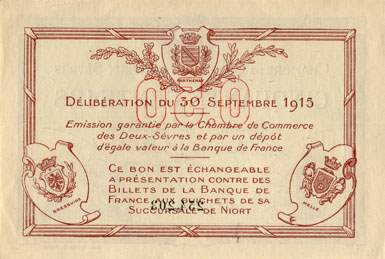 PARTHENAY
DÉLIBÉRATION DU 30 SEPTEMBRE 1915
Emission garantie par la Chambre de Commerce
des Deux-Sèvres et par un dépôt
d'égale valeur à la Banque de France
CE BON EST ÉCHANGEABLE
A PRÉSENTATION CONTRE DES
BILLETS DE LA BANQUE DE
FRANCE AUX GUICHETS DE SA
SUCCURSALE DE NIORT
BRESSUIRE
MELLE